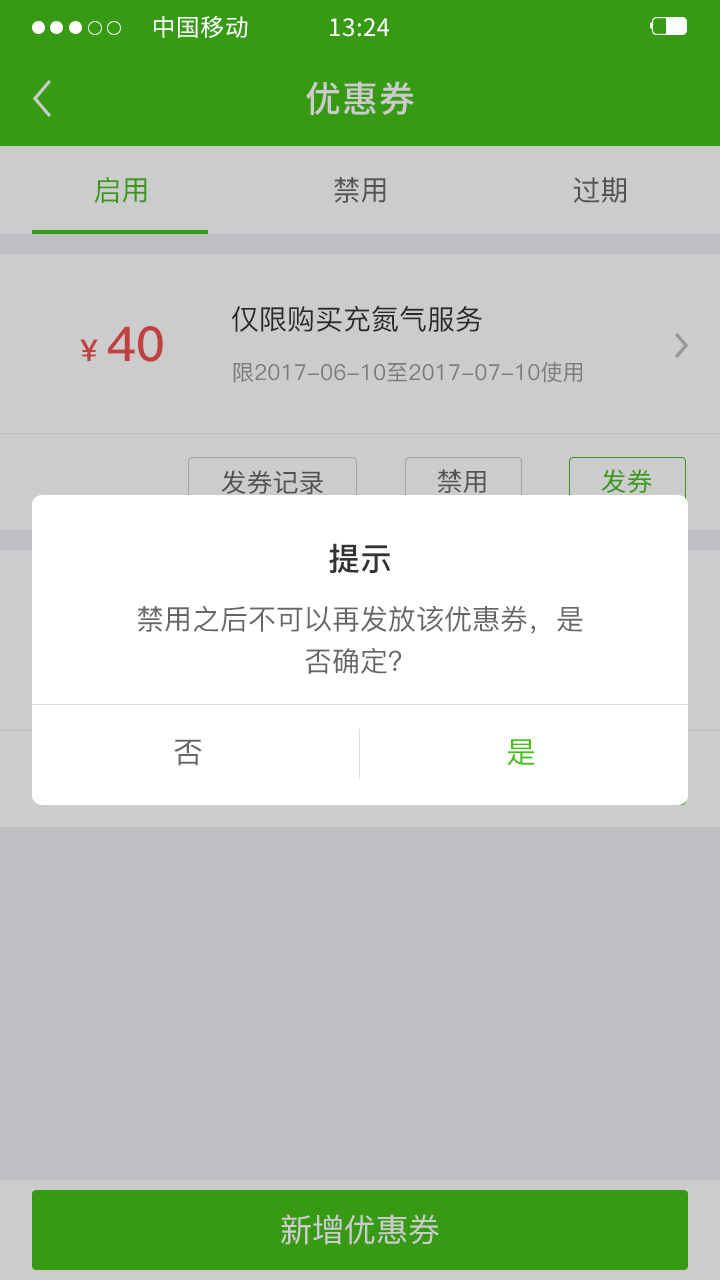 中国移动
13:24
优惠券
启用
禁用
过期
¥ 40
仅限购买充氮气服务
限2017-06-10至2017-07-10使用
发券记录
禁用
发券
提示
禁用之后不可以再发放该优惠券，是
否确定?
否
是
新增优惠券